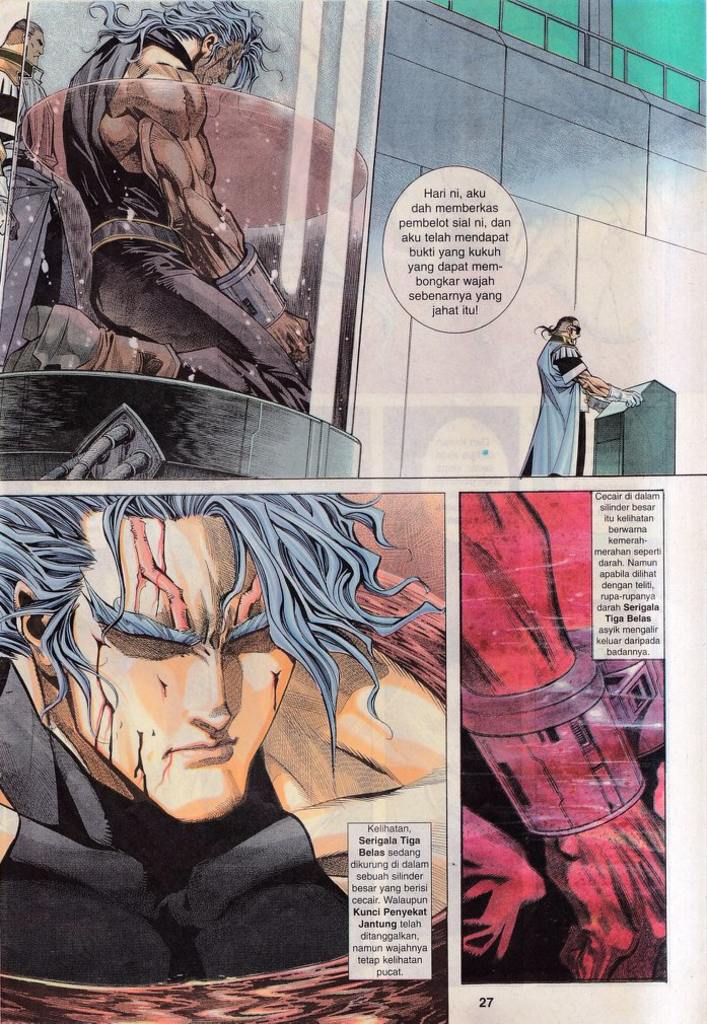 Hari ni, aku
dah memberkas
pembelot sial ni, dan
aku telah mendapat
bukti yang kukuh
yang dapat mem-
bongkar wajah
sebenarnya yang
jahat itu!
Kelihatan,
Serigala Tiga
Belas sedang
dikurung di dalam
sebuah silinder
besar yang berisi
cecair. Walaupun
Kunci Penyekat
Jantung telah
ditanggalkan,
namun wajahnya
tetap kelihatan
pucat.
Cecair di dalam
silinder besar
itu kelihatan
berwarna
kemerah-
merahan seperti
darah. Namun
apabila dilihat
dengan teliti,
rupa-rupanya
darah Serigala
Tiga Belas
asyik mengalir
keluar daripada
badannya.
27